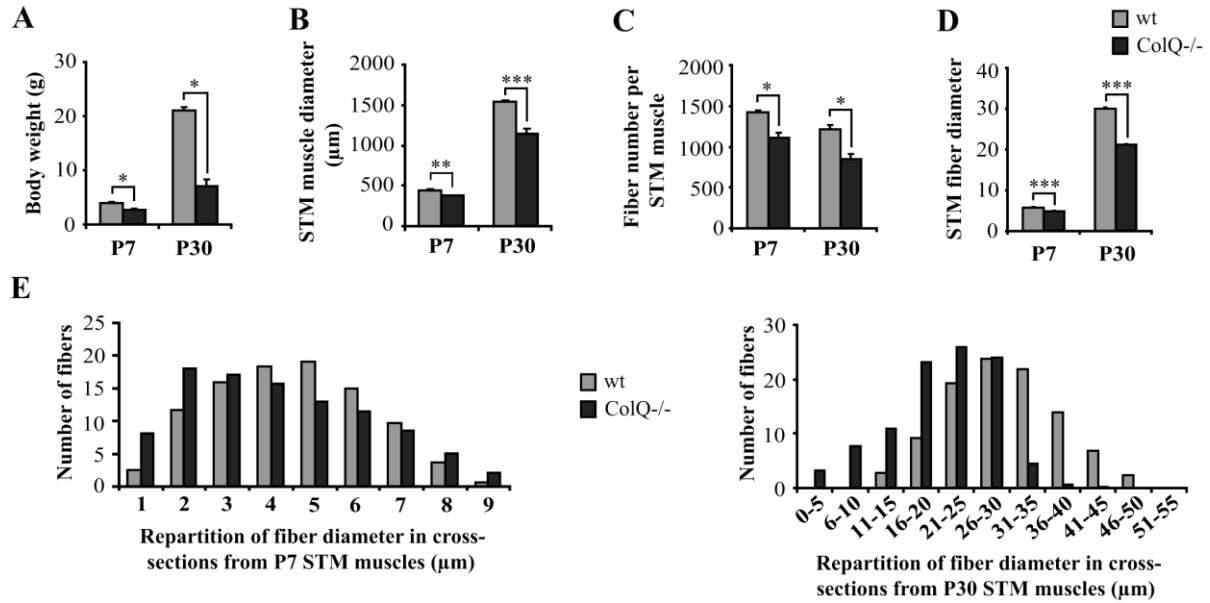 A
Body weight (g)
30
20
10
0
*
*
P7
P30
B
STM muscle diameter
(µm)
2000
1500
1000
500
0
**
***
P7
P30
C
Fiber number per
STM muscle
2000
1500
1000
500
0
*
*
P7
P30
D
wt
ColQ-/-
STM fiber diameter
40
30
20
10
0
***
***
P7
P30
E
Number of fibers
25
20
15
10
5
0
1 2 3 4 5 6 7 8 9
Repartition of fiber diameter in cross-
sections from P7 STM muscles (µm)
wt
ColQ-/-
Number of fibers
30
20
10
0
0-5 6-10 11-15 16-20 21-25 26-30 31-35 36-40 41-45 46-50 51-55
Repartition of fiber diameter in cross-
sections from P30 STM muscles (µm)